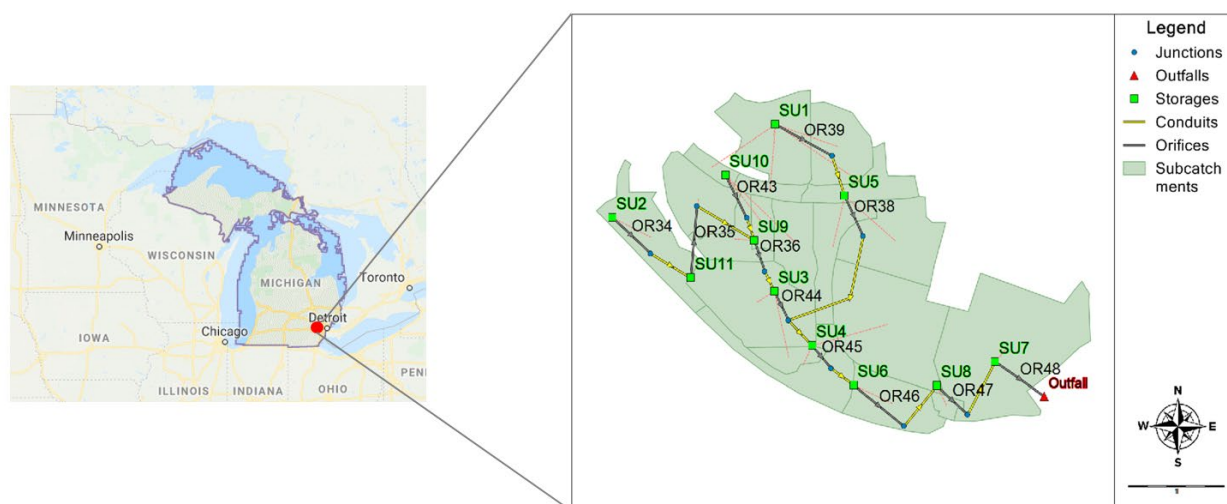 MINNESOTA
Minneapolis
WISCONSIN
MICHIGAN
Toronto
Detroit
Chicago
IOWA
ILLINOIS
INDIANA
OHIO
PEN
SU1
OR39
SU10
OR43
SU5
OR38
SU2
OR34
OR35
SU9
OR36
SU11
SU3
OR44
SU4
OR45
SU6
OR46
SU8
OR47
SU7
OR48
Outfall
Legend
Junctions
Outfalls
Storages
Conduits
Orifices
Subcatch
ments
N
W
E
S